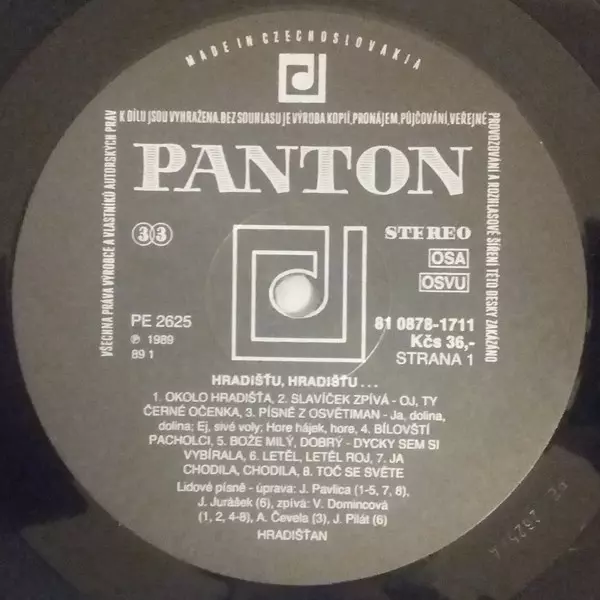 MADE IN CZECHOSLOVAKIA
VŠECHNA PRÁVA VÝROBCE A VLASTNÍKŮ AUTORSKÝCH PRÁV
K DÍLU JSOU VYHRAŽENA. BEZ SOUHLASU JE VÝROBA KOPIÍ, PRONÁJEM, PŮJČOVÁNÍ, VEŘEJNÉ
PROVOZOVÁNÍ A ROZHLASOVÉ ŠÍŘENÍ TÉTO DESKY ZAKÁZÁNO
PANTON
33
STEREO
OSA
OSVU
PE 2625
℗ 1989
89 1
81 0878-1711
Kčs 36,-
STRANA 1
HRADIŠŤU, HRADIŠŤU . . .
1. OKOLO HRADIŠŤA, 2. SLAVÍČEK ZPÍVÁ - OJ, TY
ČERNÉ OČENKA, 3. PÍSNĚ Z OSVĚTIMAN - Ja, dolina,
dolina; Ej, sivé voly; Hore hájek, hore, 4. BÍLOVŠTÍ
PACHOLCI, 5. BOŽE MILÝ, DOBRÝ - DYCKY SEM SI
VYBÍRALA, 6. LETĚL, LETĚL ROJ, 7. JA
CHODILA, CHODILA, 8. TOČ SE SVĚTE
Lidové písně - úprava: J. Pavlica (1-5, 7, 8),
J. Jurášek (6), zpívá: V. Domincová
(1, 2, 4-8), A. Čevela (3), J. Pilát (6)
HRADIŠŤAN